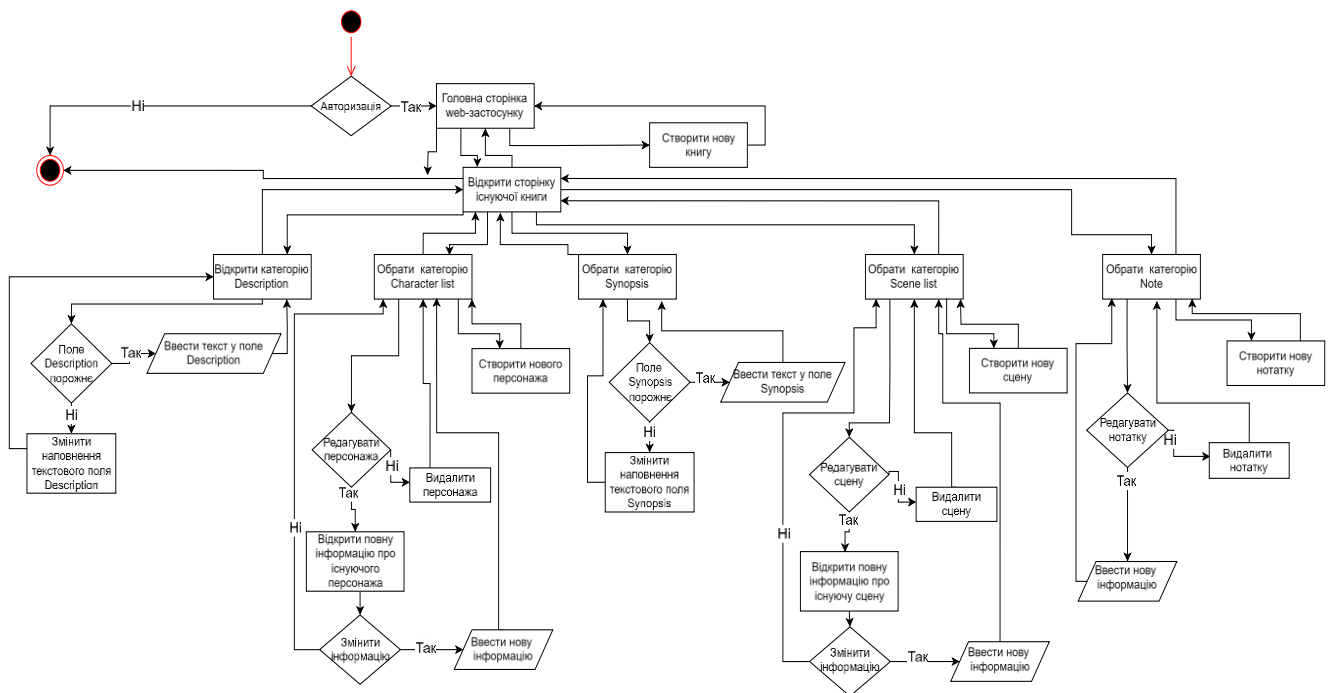 Ні
Авторизація
Так
Головна сторінка
web-застосунку
Створити нову
книгу
Відкрити сторінку
існуючої книги
Відкрити категорію
Description
Обрати категорію
Character list
Обрати категорію
Synopsis
Обрати категорію
Scene list
Обрати категорію
Note
Поле
Description
порожнє
Так
Ввести текст у поле
Description
Ні
Змінити
наповнення
текстового поля
Description
Створити нового
персонажа
Редагувати
персонажа
Ні
Видалити
персонажа
Так
Відкрити повну
інформацію про
існуючого
персонажа
Ні
Змінити
інформацію
Так
Ввести нову
інформацію
Поле
Synopsis
порожнє
Так
Ввести текст у поле
Synopsis
Ні
Змінити
наповнення
текстового поля
Synopsis
Створити нову
сцену
Редагувати
сцену
Ні
Видалити
сцену
Так
Відкрити повну
інформацію про
існуючу сцену
Ні
Змінити
інформацію
Так
Ввести нову
інформацію
Створити нову
нотатку
Редагувати
нотатку
Ні
Видалити
нотатку
Так
Ввести нову
інформацію